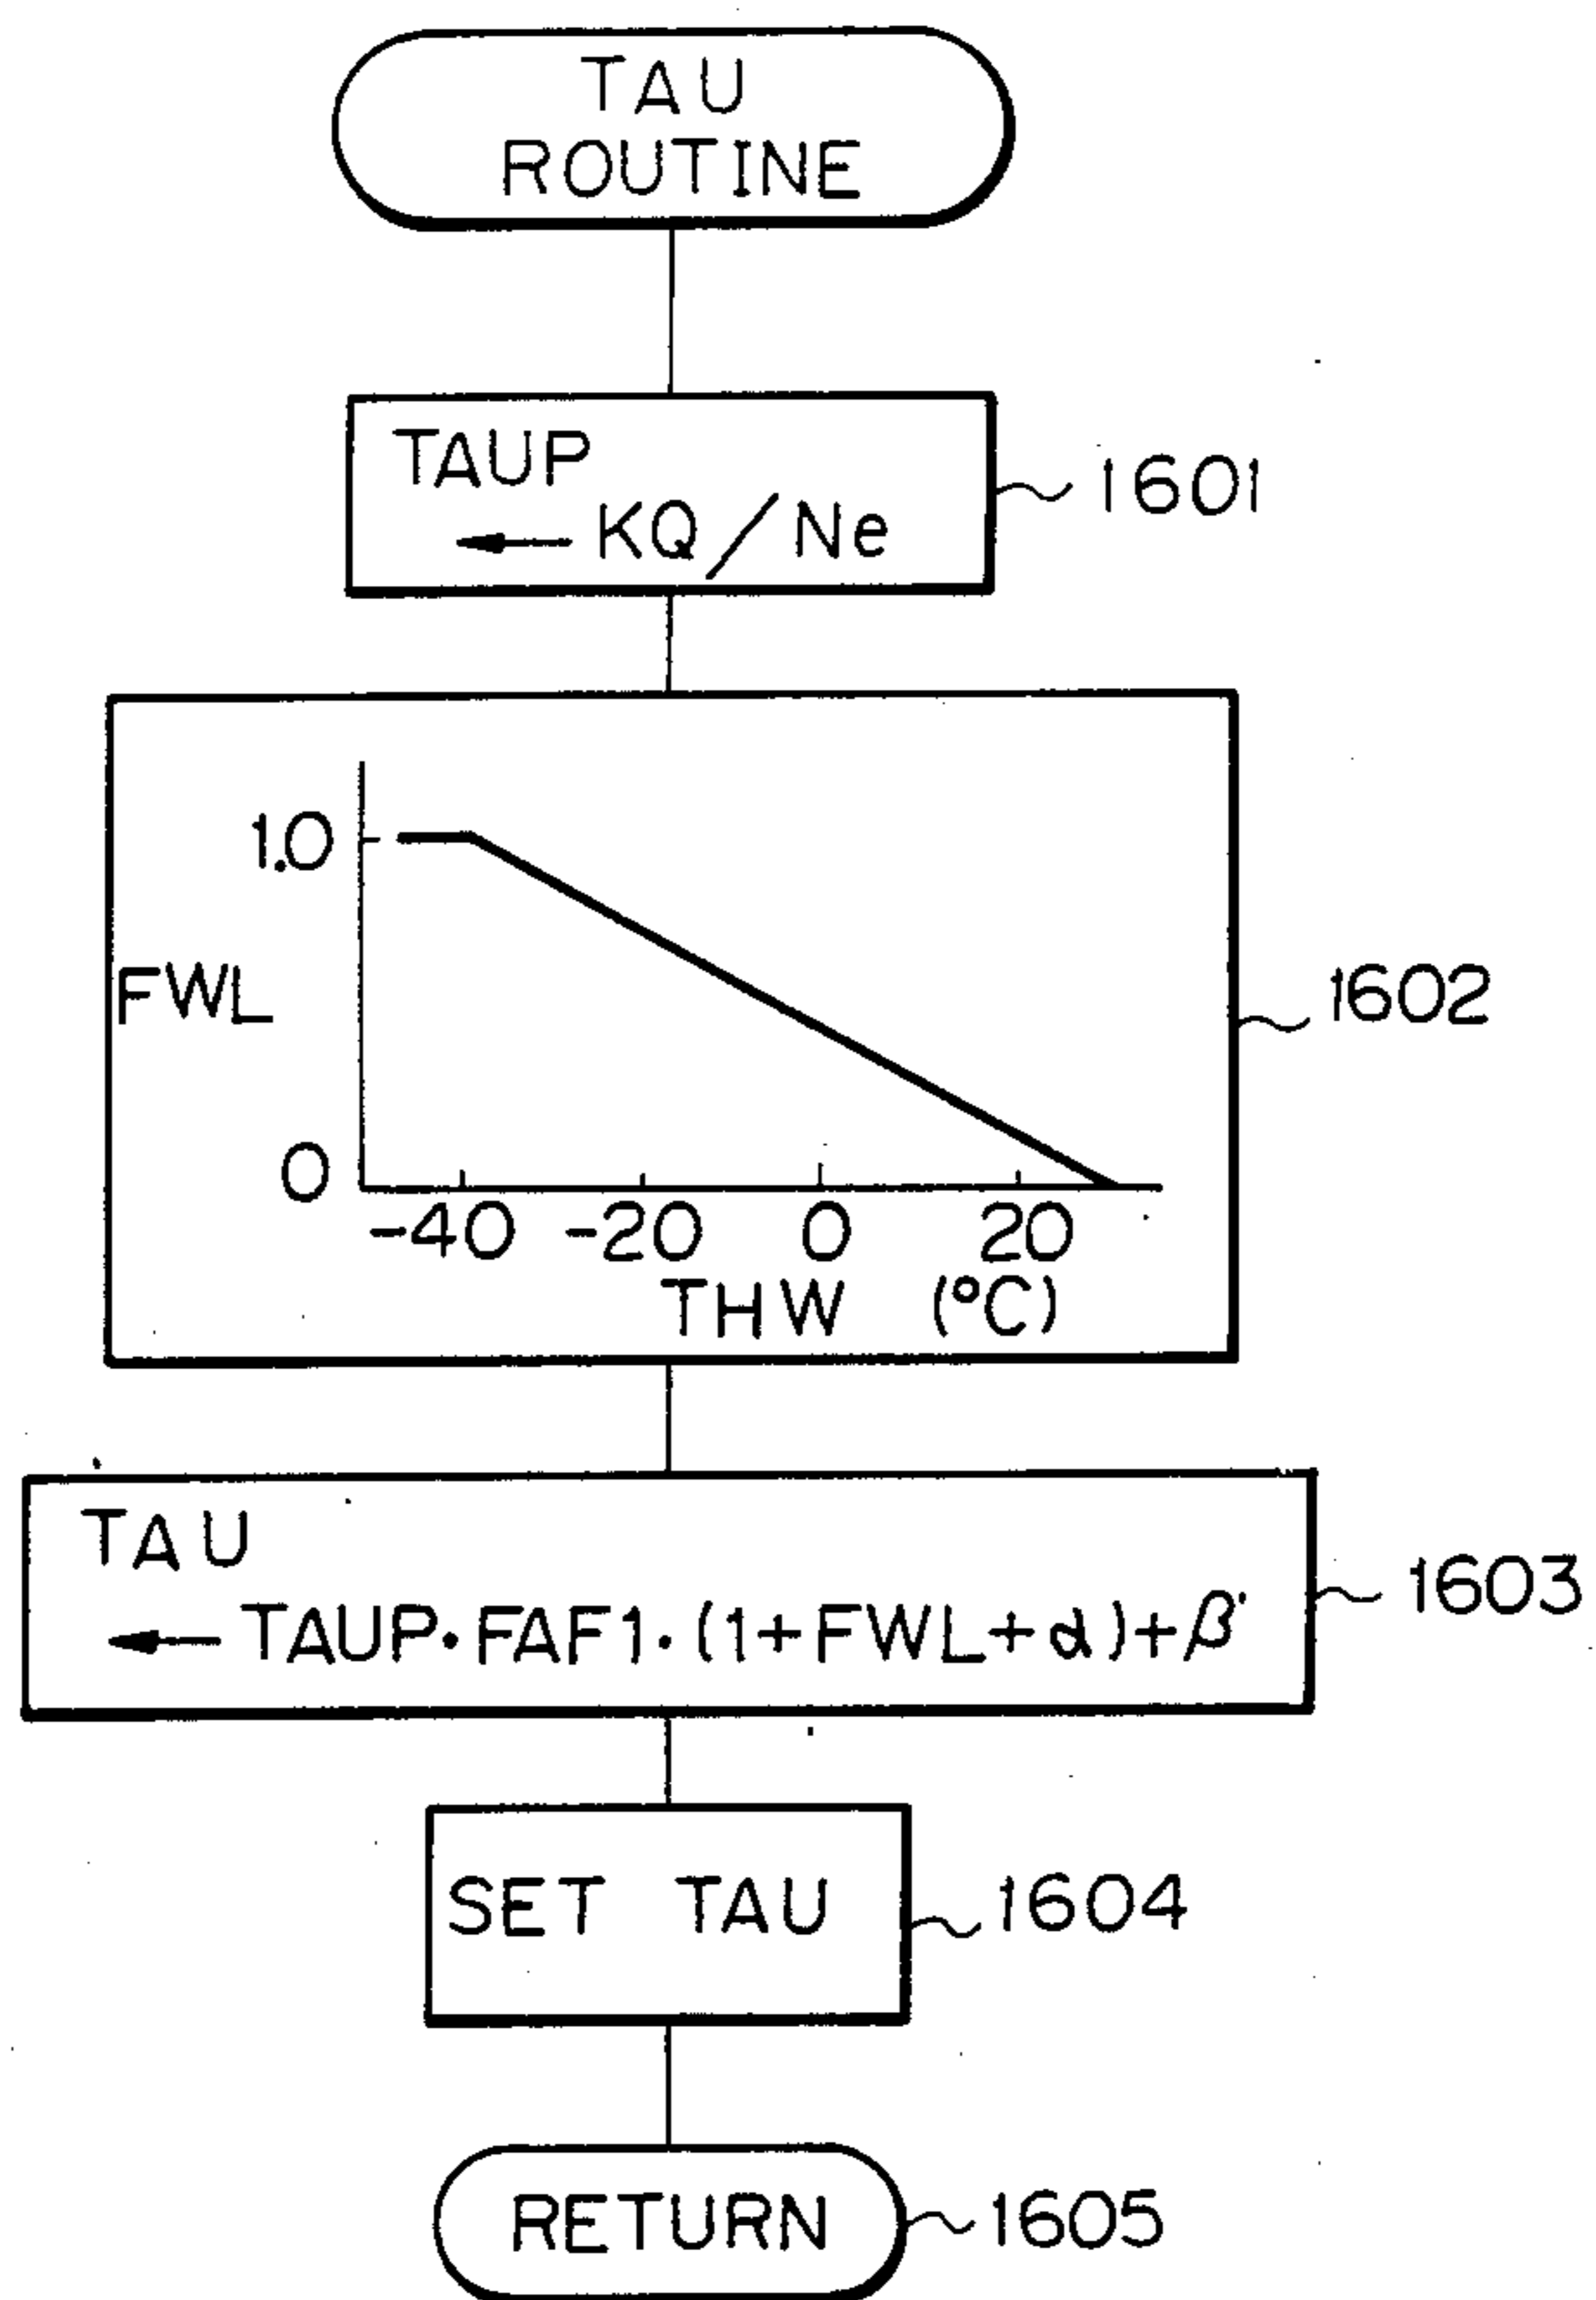 TAU
ROUTINE
TAUP
← KQ/Ne
1601
1.0
FWL
0
-40 -20 0 20
THW (°C)
1602
TAU
← TAUP·FAF1·(1+FWL+α)+β
1603
SET TAU
1604
RETURN
1605